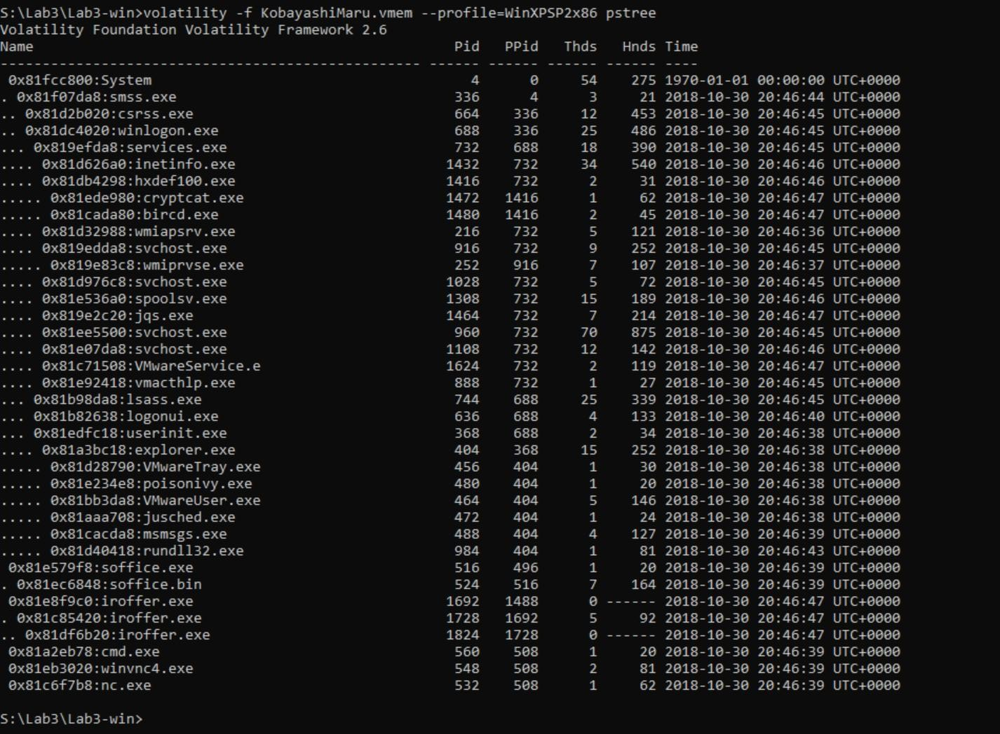 S:\Lab3\Lab3-win>volatility -f KobayashiMaru.vmem --profile=WinXPSP2x86 pstree
Volatility Foundation Volatility Framework 2.6
Name                                                  Pid   PPid   Thds   Hnds Time
-------------------------------------------------- ------ ------ ------ ------ ----
 0x81fcc800:System                                      4      0     54    275 1970-01-01 00:00:00 UTC+0000
. 0x81f07da8:smss.exe                                 336      4      3     21 2018-10-30 20:46:44 UTC+0000
.. 0x81d2b020:csrss.exe                               664    336     12    453 2018-10-30 20:46:45 UTC+0000
.. 0x81dc4020:winlogon.exe                            688    336     25    486 2018-10-30 20:46:45 UTC+0000
... 0x819efda8:services.exe                           732    688     18    390 2018-10-30 20:46:45 UTC+0000
.... 0x81d626a0:inetinfo.exe                         1432    732     34    540 2018-10-30 20:46:46 UTC+0000
.... 0x81db4298:hxdef100.exe                         1416    732      2     31 2018-10-30 20:46:46 UTC+0000
..... 0x81ede980:cryptcat.exe                        1472   1416      1     62 2018-10-30 20:46:47 UTC+0000
..... 0x81cada80:bircd.exe                           1480   1416      2     45 2018-10-30 20:46:47 UTC+0000
.... 0x81d32988:wmiapsrv.exe                          216    732      5    121 2018-10-30 20:46:36 UTC+0000
.... 0x819edda8:svchost.exe                           916    732      9    252 2018-10-30 20:46:45 UTC+0000
..... 0x819e83c8:wmiprvse.exe                         252    916      7    107 2018-10-30 20:46:37 UTC+0000
.... 0x81d976c8:svchost.exe                          1028    732      5     72 2018-10-30 20:46:45 UTC+0000
.... 0x81e536a0:spoolsv.exe                          1308    732     15    189 2018-10-30 20:46:46 UTC+0000
.... 0x819e2c20:jqs.exe                              1464    732      7    214 2018-10-30 20:46:47 UTC+0000
.... 0x81ee5500:svchost.exe                           960    732     70    875 2018-10-30 20:46:45 UTC+0000
.... 0x81e07da8:svchost.exe                          1108    732     12    142 2018-10-30 20:46:46 UTC+0000
.... 0x81c71508:VMwareService.e                      1624    732      2    119 2018-10-30 20:46:47 UTC+0000
.... 0x81e92418:vmacthlp.exe                          888    732      1     27 2018-10-30 20:46:45 UTC+0000
... 0x81b98da8:lsass.exe                              744    688     25    339 2018-10-30 20:46:45 UTC+0000
... 0x81b82638:logonui.exe                            636    688      4    133 2018-10-30 20:46:40 UTC+0000
... 0x81edfc18:userinit.exe                           368    688      2     34 2018-10-30 20:46:38 UTC+0000
.... 0x81a3bc18:explorer.exe                          404    368     15    252 2018-10-30 20:46:38 UTC+0000
..... 0x81d28790:VMwareTray.exe                       456    404      1     30 2018-10-30 20:46:38 UTC+0000
..... 0x81e234e8:poisonivy.exe                        480    404      1     20 2018-10-30 20:46:38 UTC+0000
..... 0x81bb3da8:VMwareUser.exe                       464    404      5    146 2018-10-30 20:46:38 UTC+0000
..... 0x81aaa708:jusched.exe                          472    404      1     24 2018-10-30 20:46:38 UTC+0000
..... 0x81cacda8:msmsgs.exe                           488    404      4    127 2018-10-30 20:46:39 UTC+0000
..... 0x81d40418:rundll32.exe                         984    404      1     81 2018-10-30 20:46:43 UTC+0000
 0x81e579f8:soffice.exe                               516    496      1     20 2018-10-30 20:46:39 UTC+0000
. 0x81ec6848:soffice.bin                              524    516      7    164 2018-10-30 20:46:39 UTC+0000
 0x81e8f9c0:iroffer.exe                              1692   1488      0 ------ 2018-10-30 20:46:47 UTC+0000
. 0x81c85420:iroffer.exe                             1728   1692      5     92 2018-10-30 20:46:47 UTC+0000
.. 0x81df6b20:iroffer.exe                            1824   1728      0 ------ 2018-10-30 20:46:47 UTC+0000
 0x81a2eb78:cmd.exe                                   560    508      1     20 2018-10-30 20:46:39 UTC+0000
 0x81eb3020:winvnc4.exe                               548    508      2     81 2018-10-30 20:46:39 UTC+0000
 0x81c6f7b8:nc.exe                                    532    508      1     62 2018-10-30 20:46:39 UTC+0000
S:\Lab3\Lab3-win>